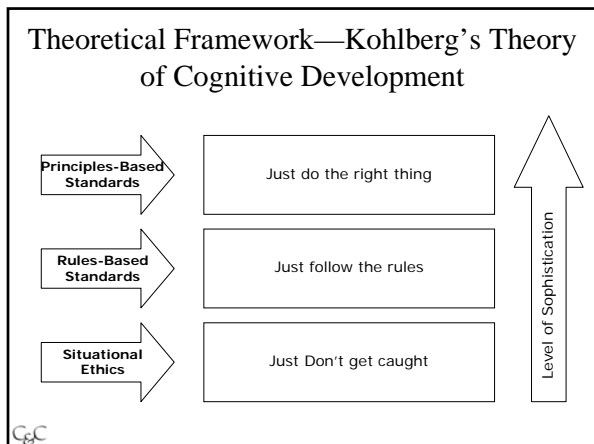 Theoretical Framework—Kohlberg’s Theory
of Cognitive Development
Principles-Based
Standards
Just do the right thing
Rules-Based
Standards
Just follow the rules
Situational
Ethics
Just Don’t get caught
Level of Sophistication
C&C